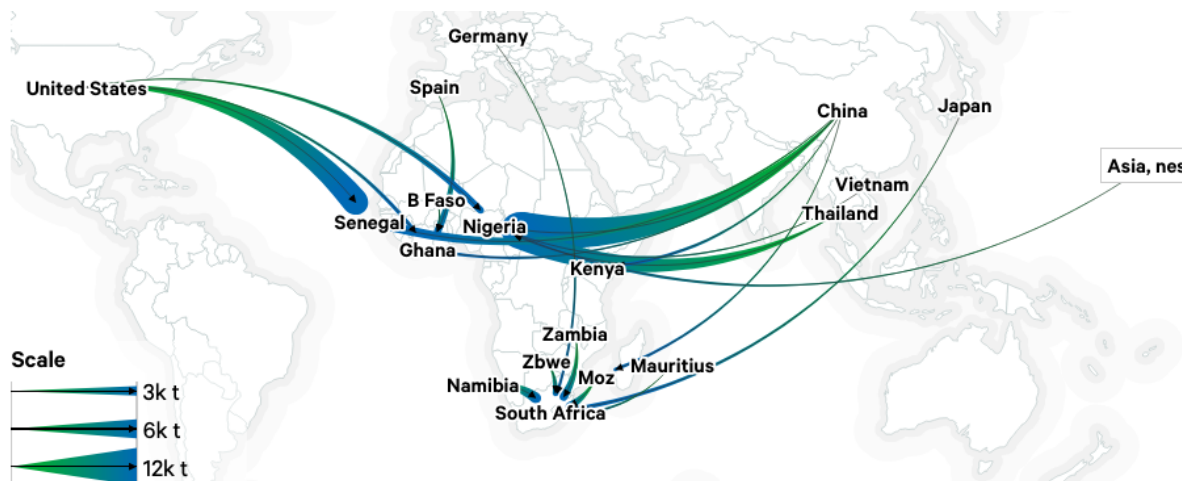 Germany
United States
Spain
China
Japan
Asia, nes
Vietnam
B Faso
Thailand
Senegal
Nigeria
Ghana
Kenya
Zambia
Scale
Zbwe
Mauritius
Moz
Namibia
3k t
South Africa
6k t
12k t